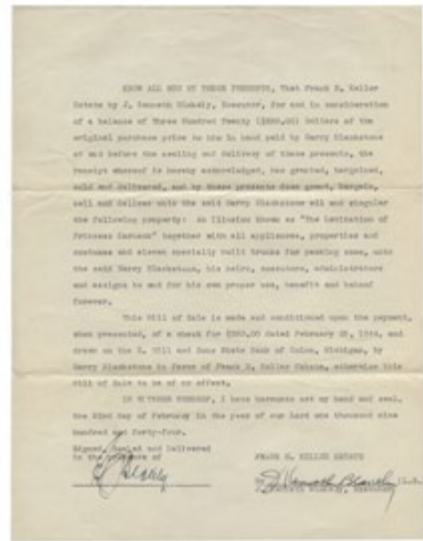 KNOW ALL MEN BY THESE PRESENTS, That Frank E. Keller
Estate by J. Kenneth Blakely, Executor, for and in consideration
of a balance of Three Hundred Twenty Dollars of the
original purchase price to him in hand paid by Harry Blackstone
at and before the sealing and delivery of these presents, the
receipt whereof is hereby acknowledged, has granted, bargained,
sold and delivered, and by these presents does grant, bargain,
sell and deliver unto the said Harry Blackstone all and singular
the following property: An Illusion known as "The Levitation of
Princess Karnack" together with all appliances, properties and
costumes and eleven specially built trunks for packing same, unto
the said Harry Blackstone, his heirs, executors, administrators
and assigns to and for his own proper use, benefit and behoof
forever.
This Bill of Sale is made and conditioned upon the payment,
when presented, of a check for dated February 1944, and
drawn on the Hill and Sons State Bank of Colon, Michigan, by
Harry Blackstone in favor of Frank E. Keller Estate, otherwise this
Bill of Sale to be of no effect.
IN WITNESS WHEREOF, I have hereunto set my hand and seal,
the 23rd day of February in the year of our Lord one thousand nine
hundred and forty-four.
Signed, Sealed and Delivered
to the presence of FRANK E. KELLER ESTATE
Blakely
By J. Kenneth Blakely
J. Kenneth Blakely, Executor